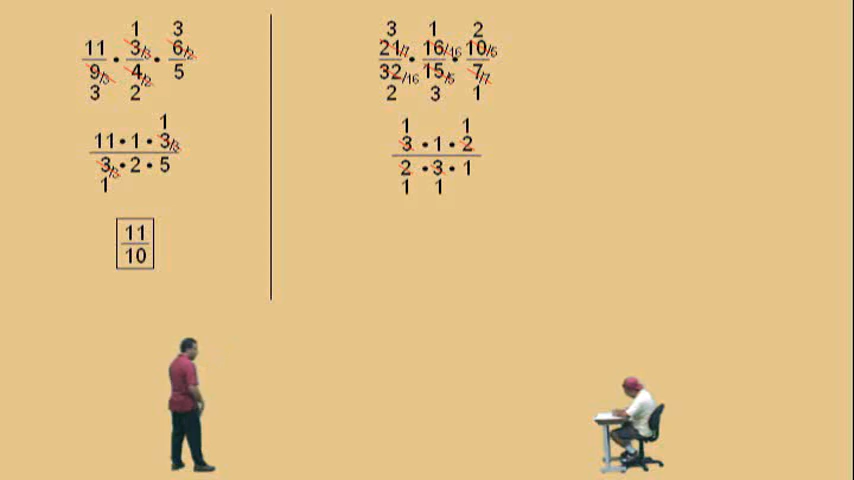 1 3
11 3/3 6/2
— • — • —
9/3 4/2 5
3 2
1
11 • 1 • 3/3
3/3 • 2 • 5
1
11
10
3 1 2
21/7 16/16 10/5
— • — • —
32/16 15/5 7/7
2 3 1
1 1
3 • 1 • 2
2 • 3 • 1
1 1